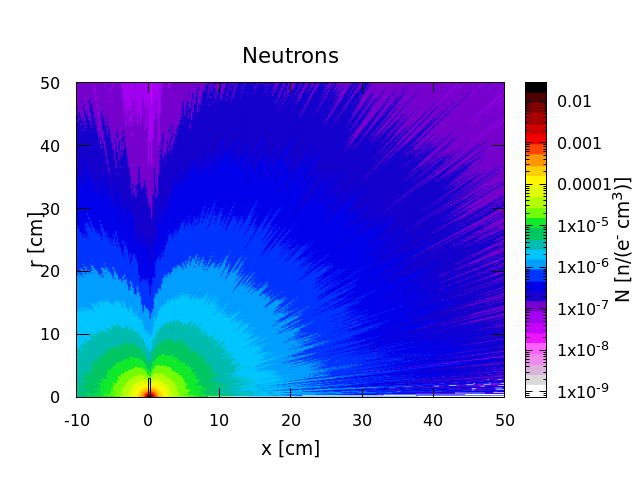 Neutrons
50
40
30
20
10
0
r [cm]
-10 0 10 20 30 40 50
x [cm]
0.01
0.001
0.0001
1x10⁻⁵
1x10⁻⁶
1x10⁻⁷
1x10⁻⁸
1x10⁻⁹
N [n/(e⁻ cm³)]